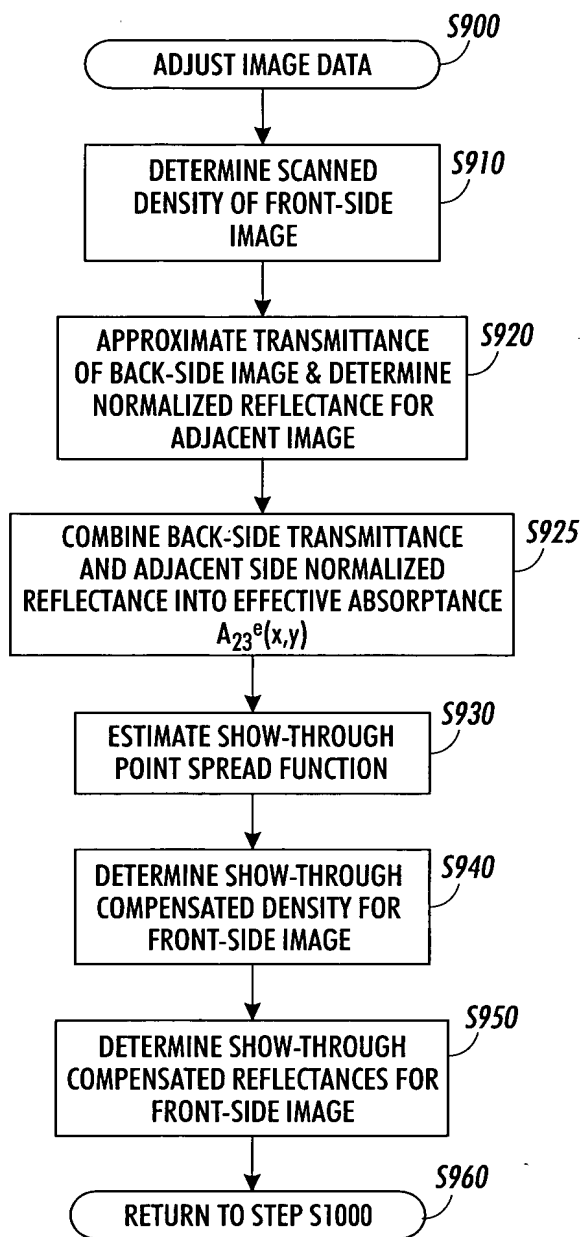 S900
ADJUST IMAGE DATA
S910
DETERMINE SCANNED
DENSITY OF FRONT-SIDE
IMAGE
S920
APPROXIMATE TRANSMITTANCE
OF BACK-SIDE IMAGE & DETERMINE
NORMALIZED REFLECTANCE FOR
ADJACENT IMAGE
S925
COMBINE BACK-SIDE TRANSMITTANCE
AND ADJACENT SIDE NORMALIZED
REFLECTANCE INTO EFFECTIVE ABSORPTANCE
A₂₃ᵉ(x,y)
S930
ESTIMATE SHOW-THROUGH
POINT SPREAD FUNCTION
S940
DETERMINE SHOW-THROUGH
COMPENSATED DENSITY FOR
FRONT-SIDE IMAGE
S950
DETERMINE SHOW-THROUGH
COMPENSATED REFLECTANCES FOR
FRONT-SIDE IMAGE
S960
RETURN TO STEP S1000